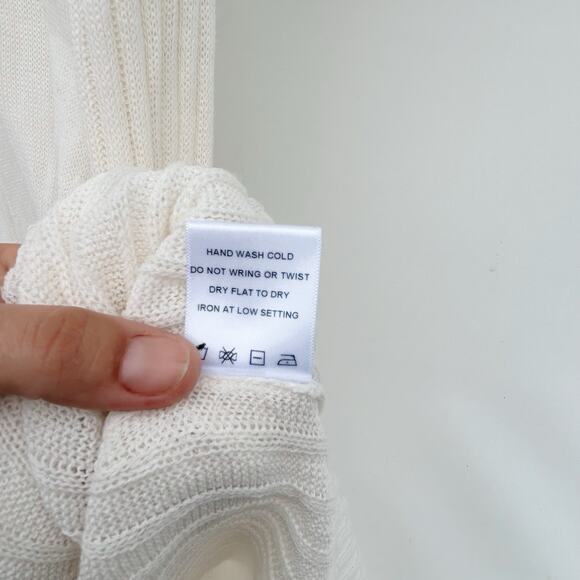 HAND WASH COLD
DO NOT WRING OR TWIST
DRY FLAT TO DRY
IRON AT LOW SETTING